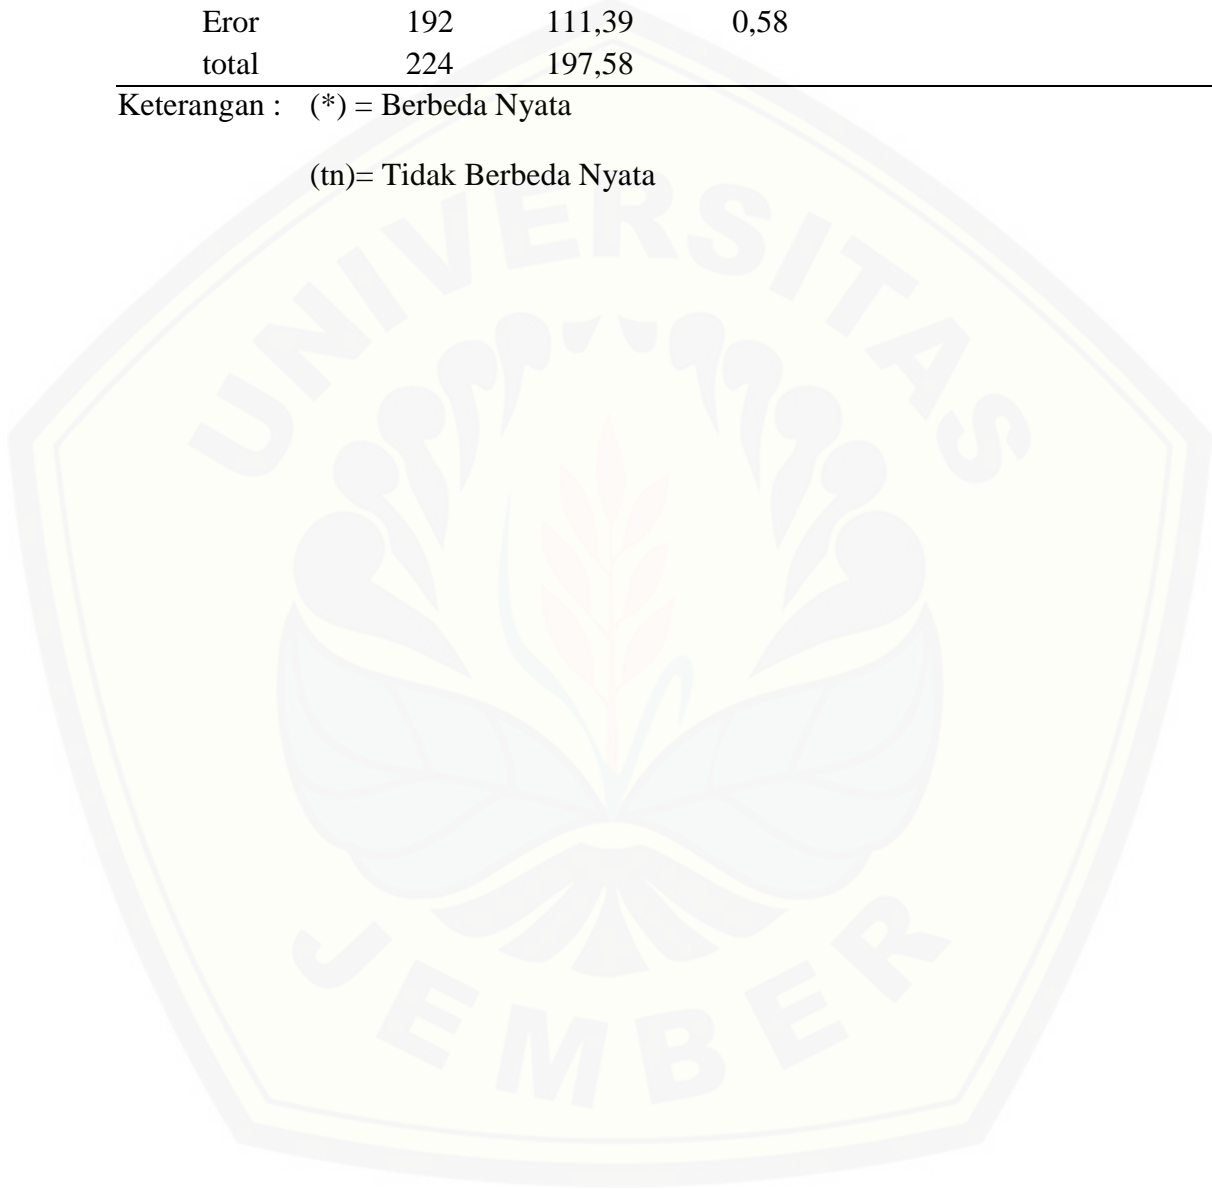 Eror 192 111,39 0,58
total 224 197,58
Keterangan : (*) = Berbeda Nyata
(tn)= Tidak Berbeda Nyata
UNIVERSITAS
JEMBER